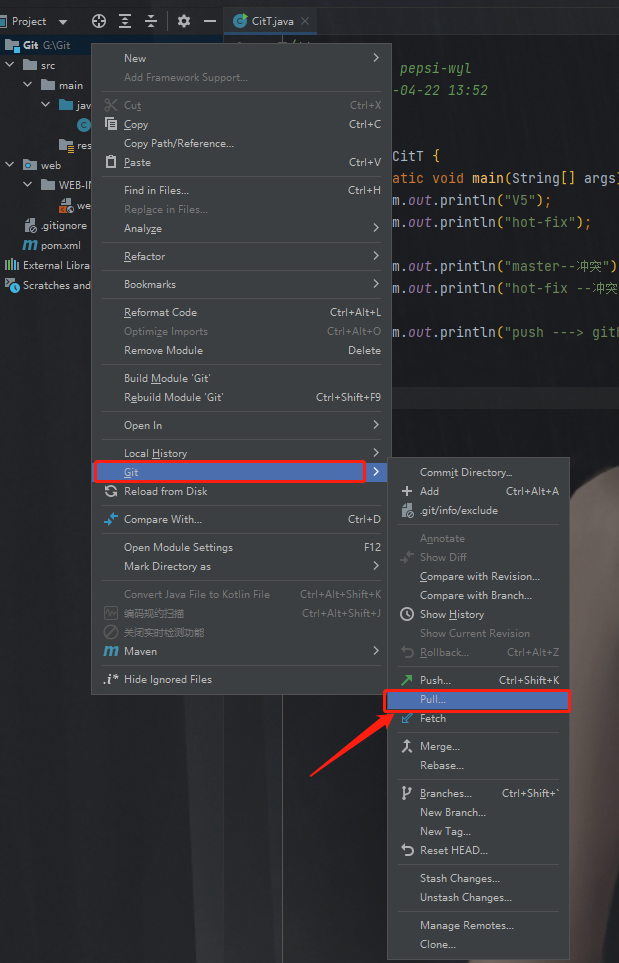 Project
CitT.java
Git G:\Git
src
main
jav
res
web
WEB-IN
we
.gitignore
pom.xml
External Libra
Scratches and
pepsi-wyl
-04-22 13:52
CitT {
atic void main(String[] args)
m.out.println("V5");
m.out.println("hot-fix");
m.out.println("master--冲突")
m.out.println("hot-fix --冲突
m.out.println("push ---> gith
New
Add Framework Support...
Cut Ctrl+X
Copy Ctrl+C
Copy Path/Reference...
Paste Ctrl+V
Find in Files... Ctrl+H
Replace in Files...
Analyze
Refactor
Bookmarks
Reformat Code Ctrl+Alt+L
Optimize Imports Ctrl+Alt+O
Remove Module Delete
Build Module 'Git'
Rebuild Module 'Git' Ctrl+Shift+F9
Open In
Local History
Git
Reload from Disk
Compare With... Ctrl+D
Open Module Settings F12
Mark Directory as
Convert Java File to Kotlin File Ctrl+Alt+Shift+K
编码规约扫描 Ctrl+Alt+Shift+J
关闭实时检测功能
Maven
.i* Hide Ignored Files
Commit Directory...
Add Ctrl+Alt+A
.git/info/exclude
Annotate
Show Diff
Compare with Revision...
Compare with Branch...
Show History
Show Current Revision
Rollback... Ctrl+Alt+Z
Push... Ctrl+Shift+K
Pull...
Fetch
Merge...
Rebase...
Branches... Ctrl+Shift+`
New Branch...
New Tag...
Reset HEAD...
Stash Changes...
Unstash Changes...
Manage Remotes...
Clone...